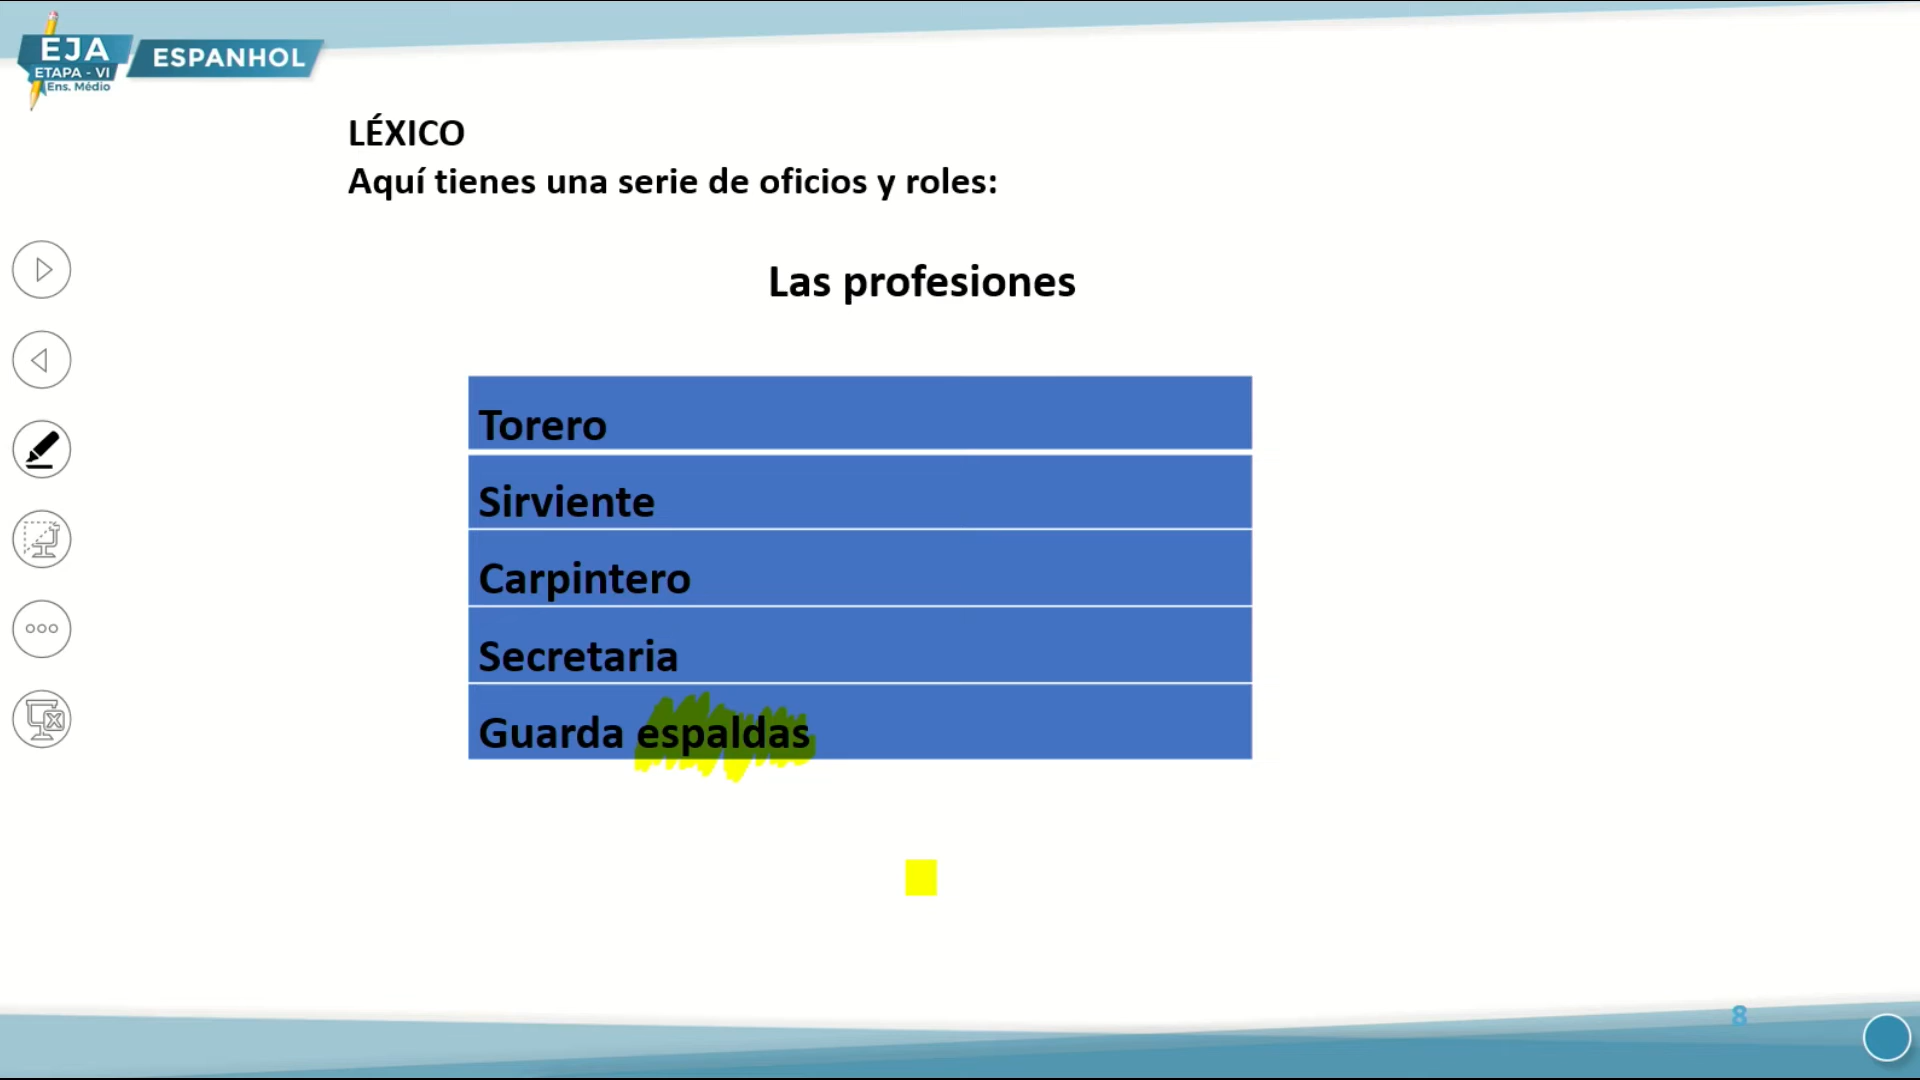 EJA
ETAPA - VI
Ens. Médio
ESPANHOL
LÉXICO
Aquí tienes una serie de oficios y roles:
Las profesiones
Torero
Sirviente
Carpintero
Secretaria
Guarda espaldas
8